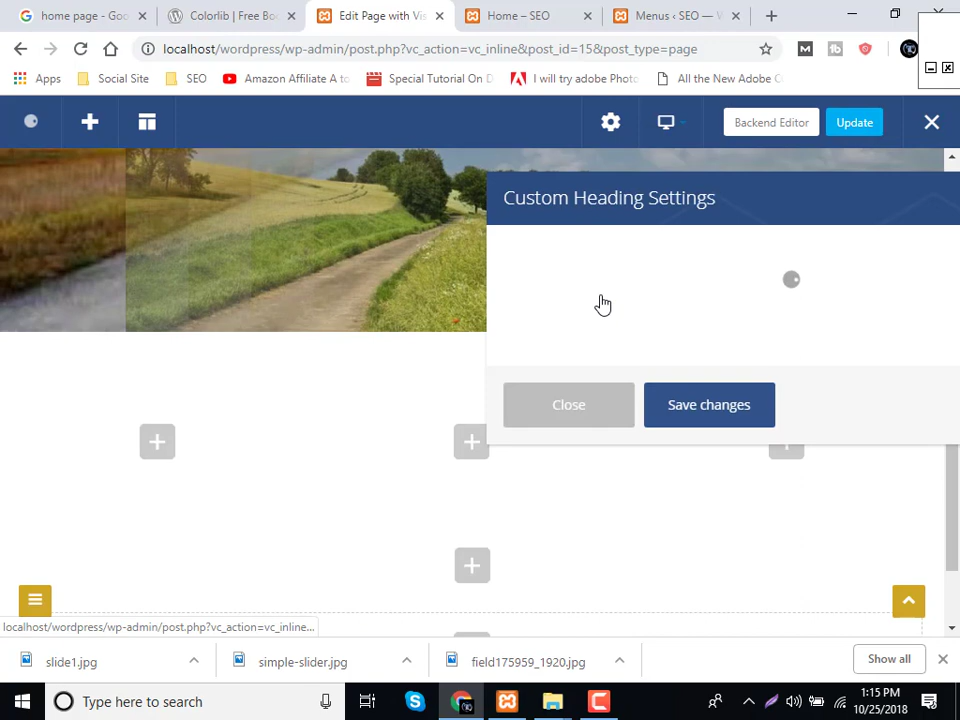 home page - Goo
Colorlib | Free Bo
Edit Page with Vis
Home – SEO
Menus ‹ SEO — W
localhost/wordpress/wp-admin/post.php?vc_action=vc_inline&post_id=15&post_type=page
Apps
Social Site
SEO
Amazon Affiliate A to
Special Tutorial On D
I will try adobe Photo
All the New Adobe C
Backend Editor
Update
Custom Heading Settings
Close
Save changes
localhost/wordpress/wp-admin/post.php?vc_action=vc_inline...
slide1.jpg
simple-slider.jpg
field175959_1920.jpg
Show all
Type here to search
1:15 PM
10/25/2018